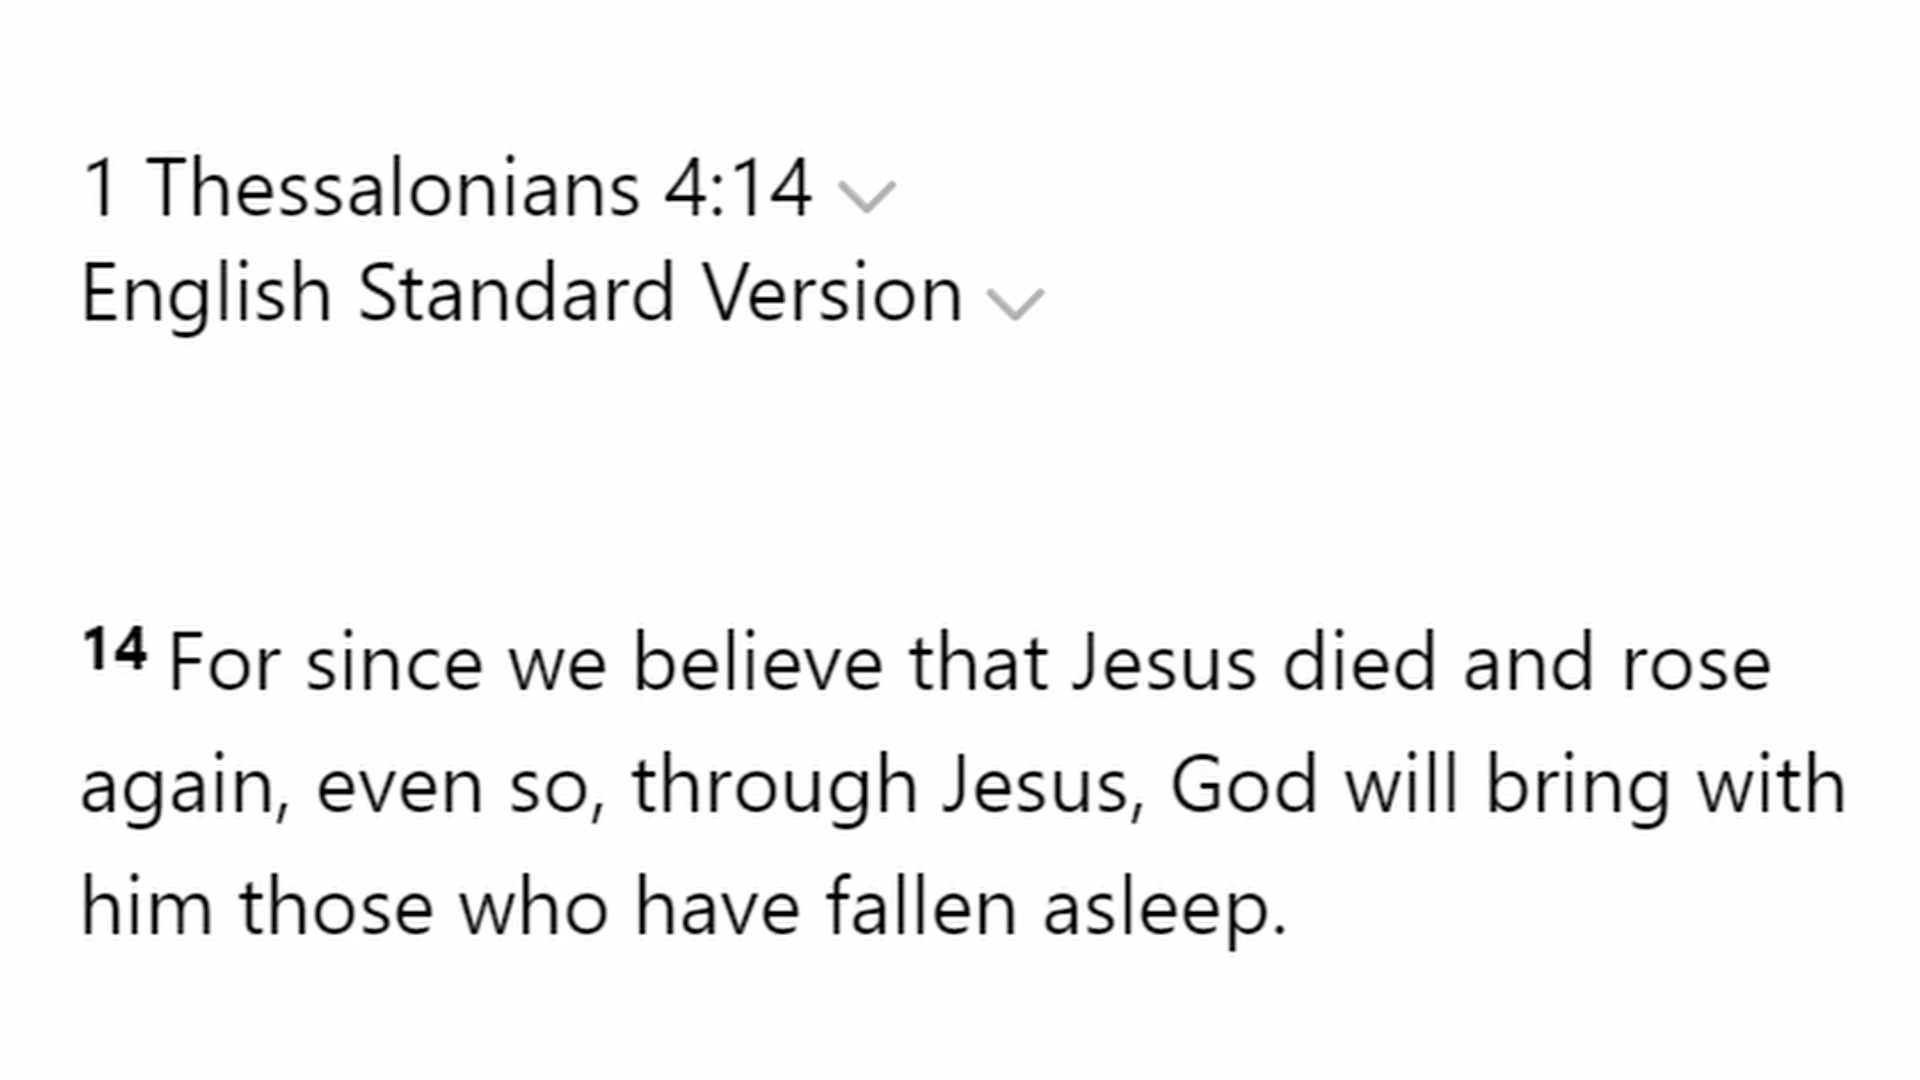 1 Thessalonians 4:14
English Standard Version
14 For since we believe that Jesus died and rose
again, even so, through Jesus, God will bring with
him those who have fallen asleep.